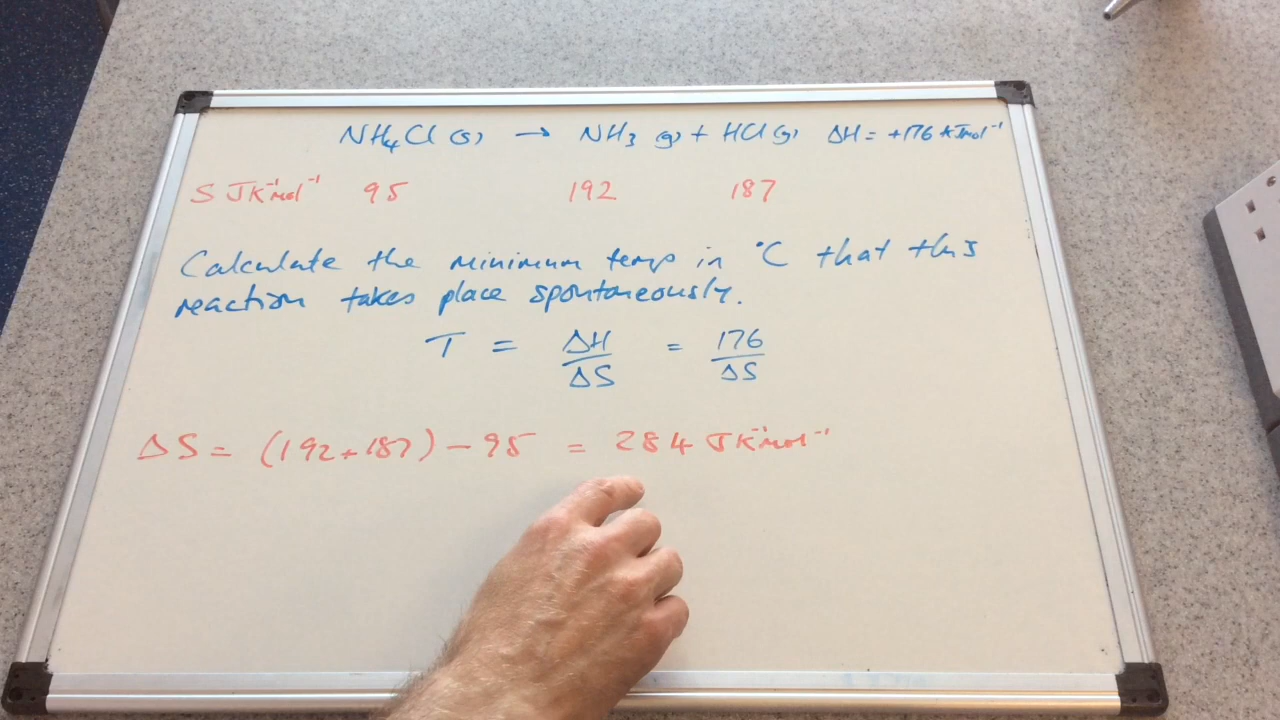 NH₄Cl(s) → NH₃(g) + HCl(g) ΔH = +176 kJmol⁻¹
S JK⁻¹mol⁻¹ 95 192 187
Calculate the minimum temp in °C that this
reaction takes place spontaneously.
T = ΔH/ΔS = 176/ΔS
ΔS = (192+187) − 95 = 284 JK⁻¹mol⁻¹